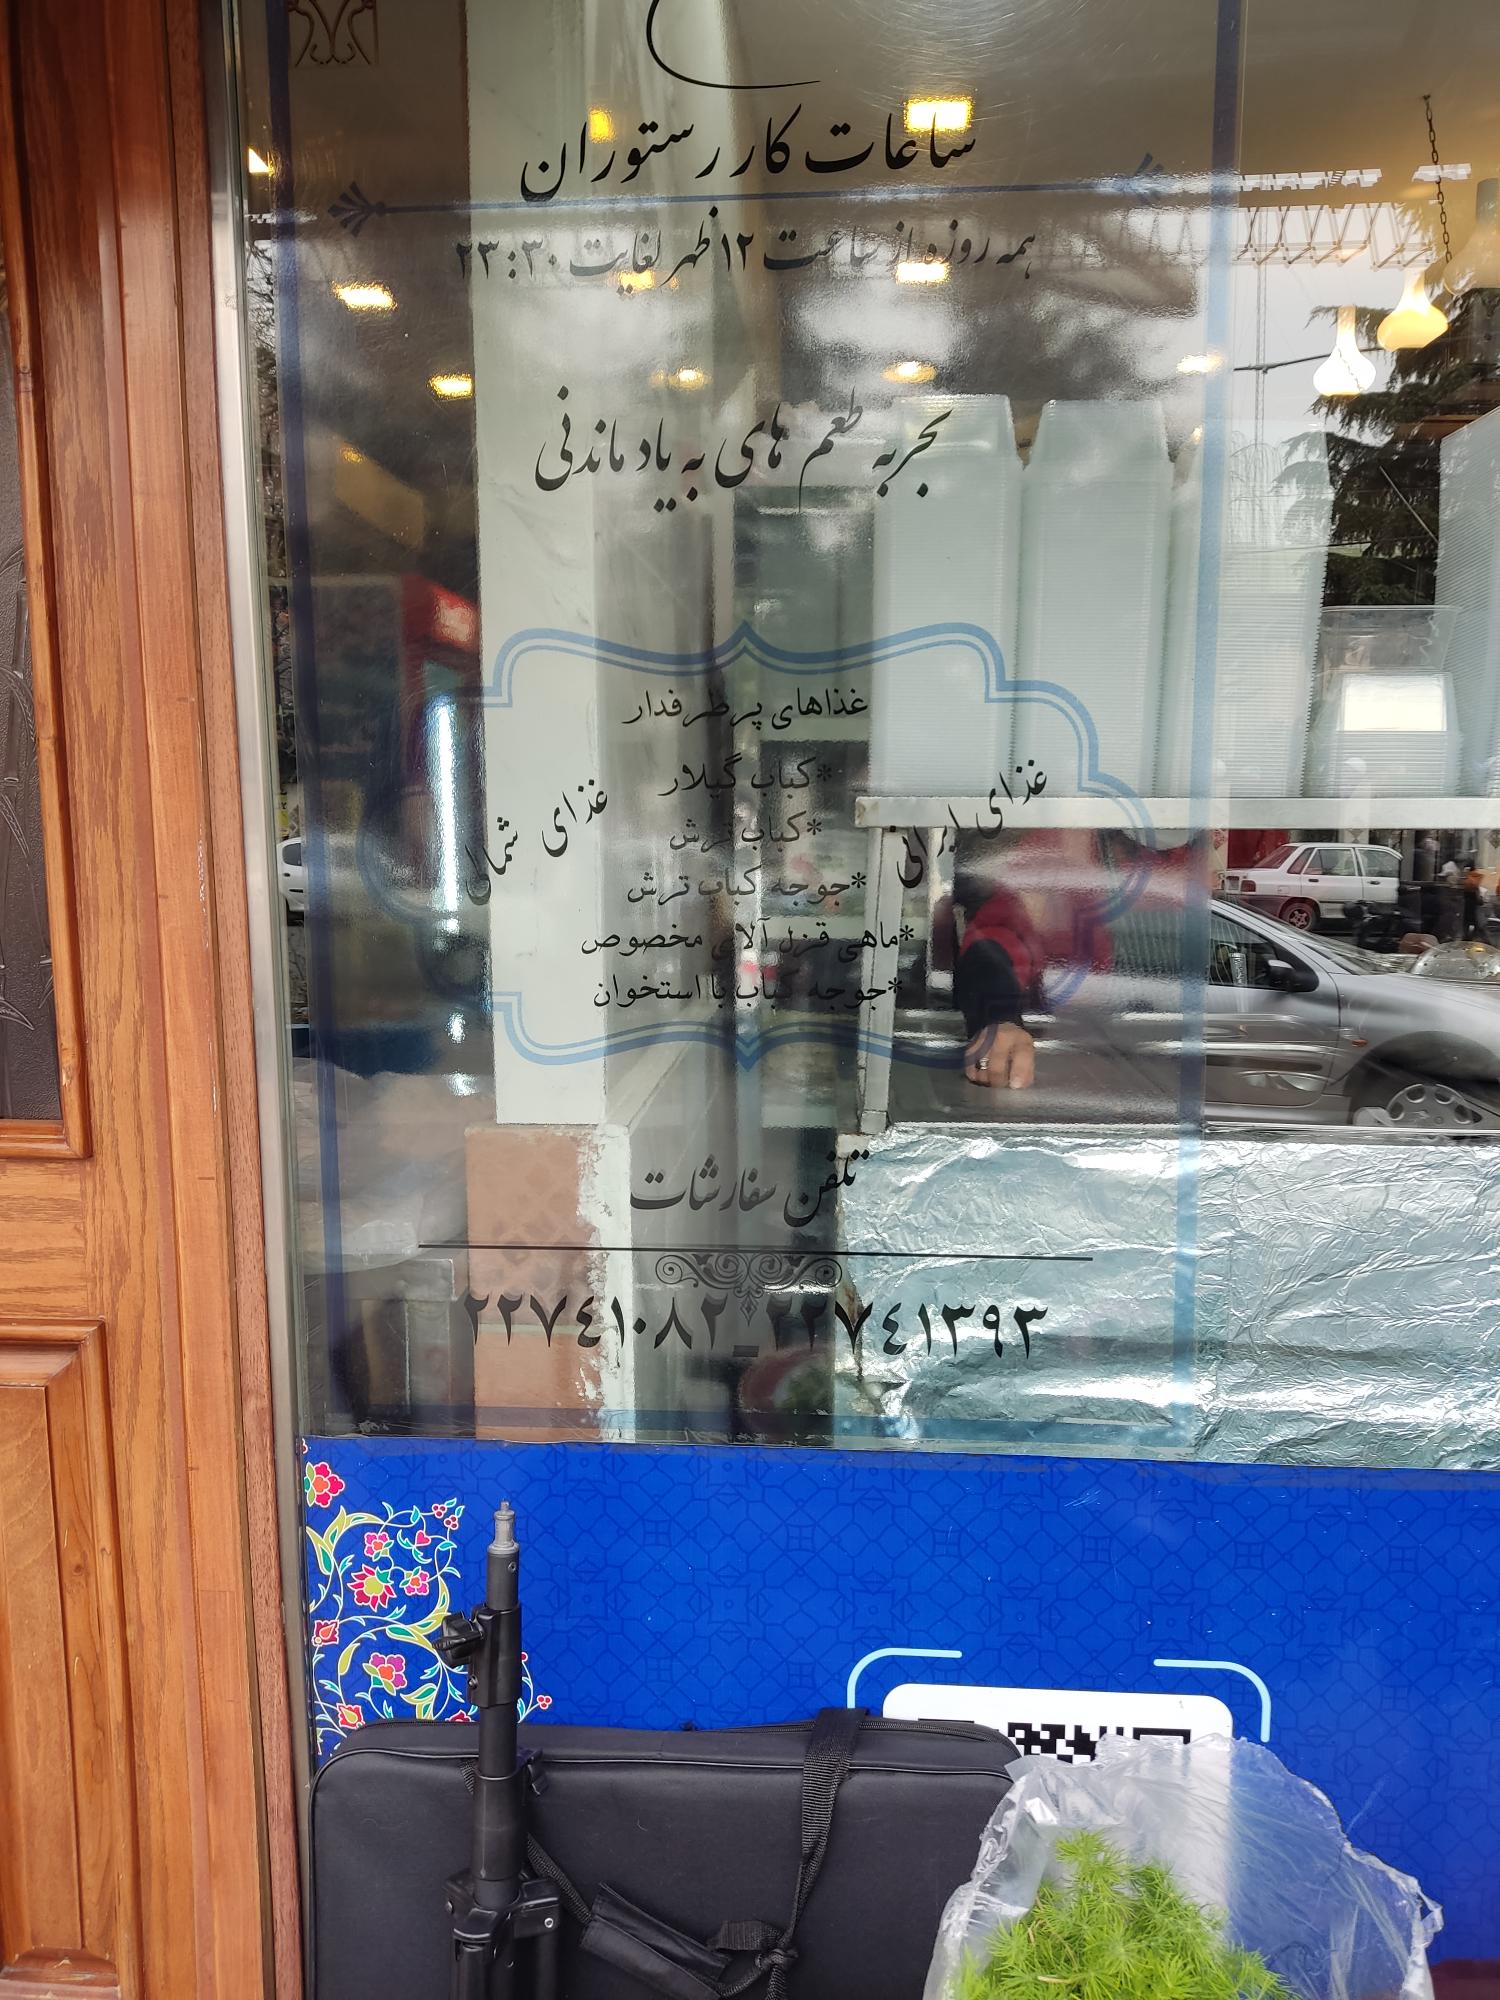 ساعات کار رستوران
همه روزه از ساعت ۱۲ ظهر لغایت ۲۳:۳۰
تجربه طعم های به یاد ماندنی
غذاهای پرطرفدار
غذای ایرانی
غذای شمالی
*کباب گیلار
*کباب ترش
*جوجه کباب ترش
*ماهی قزل آلای مخصوص
*جوجه کباب با استخوان
تلفن سفارشات
۲۲۷٤۱۰۸۲_۲۲۷٤۱۳۹۳